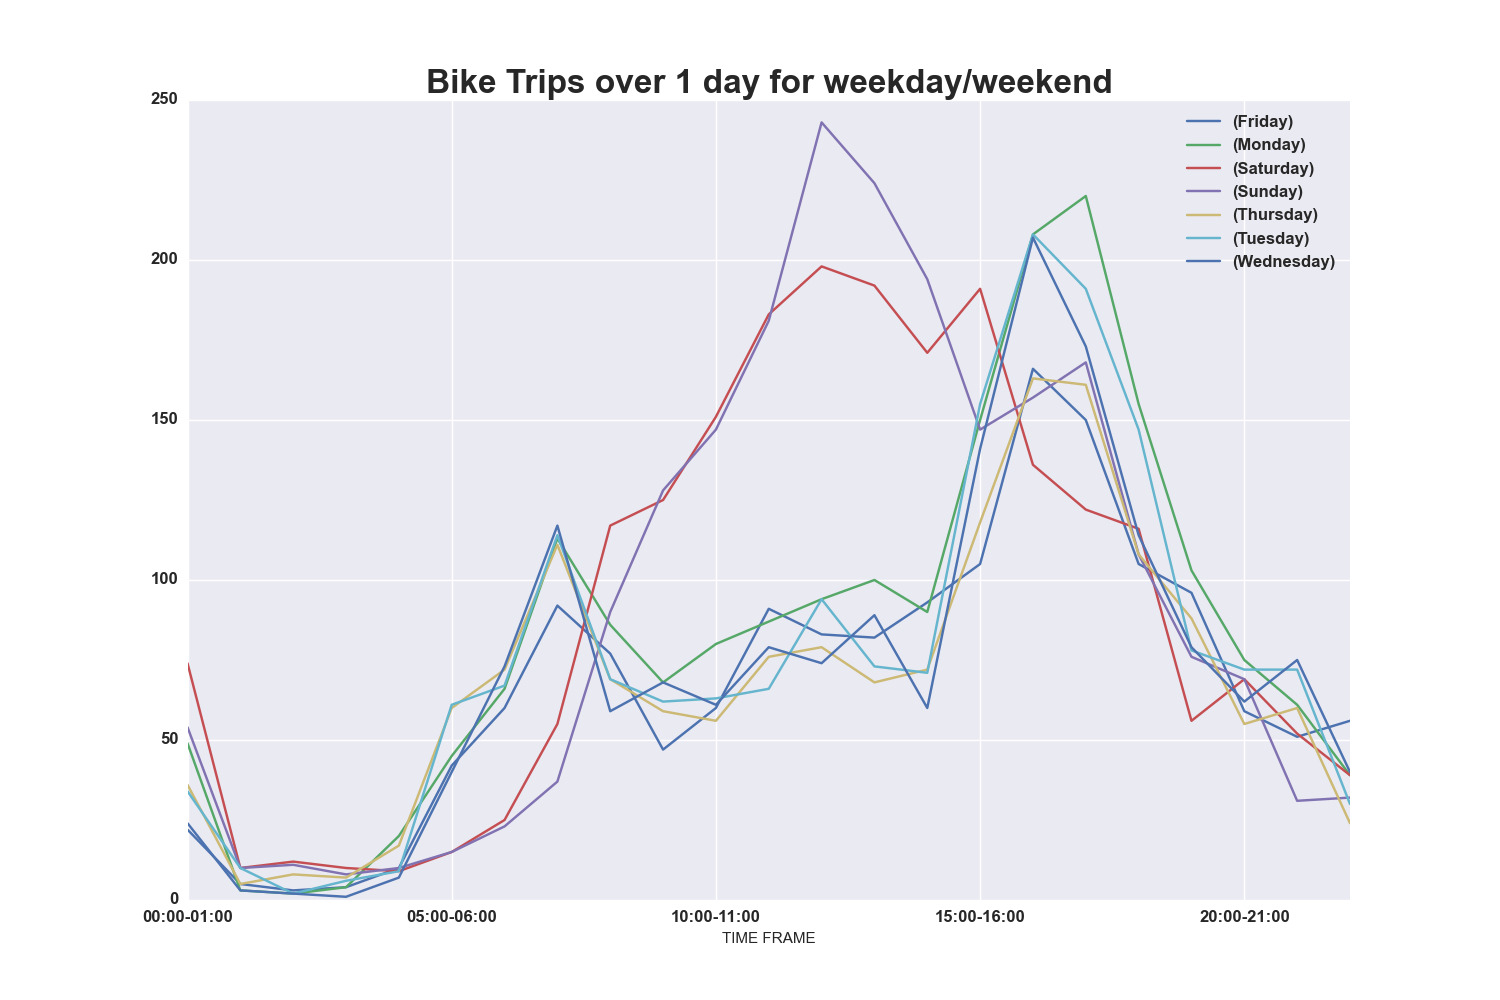 Bike Trips over 1 day for weekday/weekend
250
200
150
100
50
0
(Friday)
(Monday)
(Saturday)
(Sunday)
(Thursday)
(Tuesday)
(Wednesday)
00:00-01:00 05:00-06:00 10:00-11:00 15:00-16:00 20:00-21:00
TIME FRAME